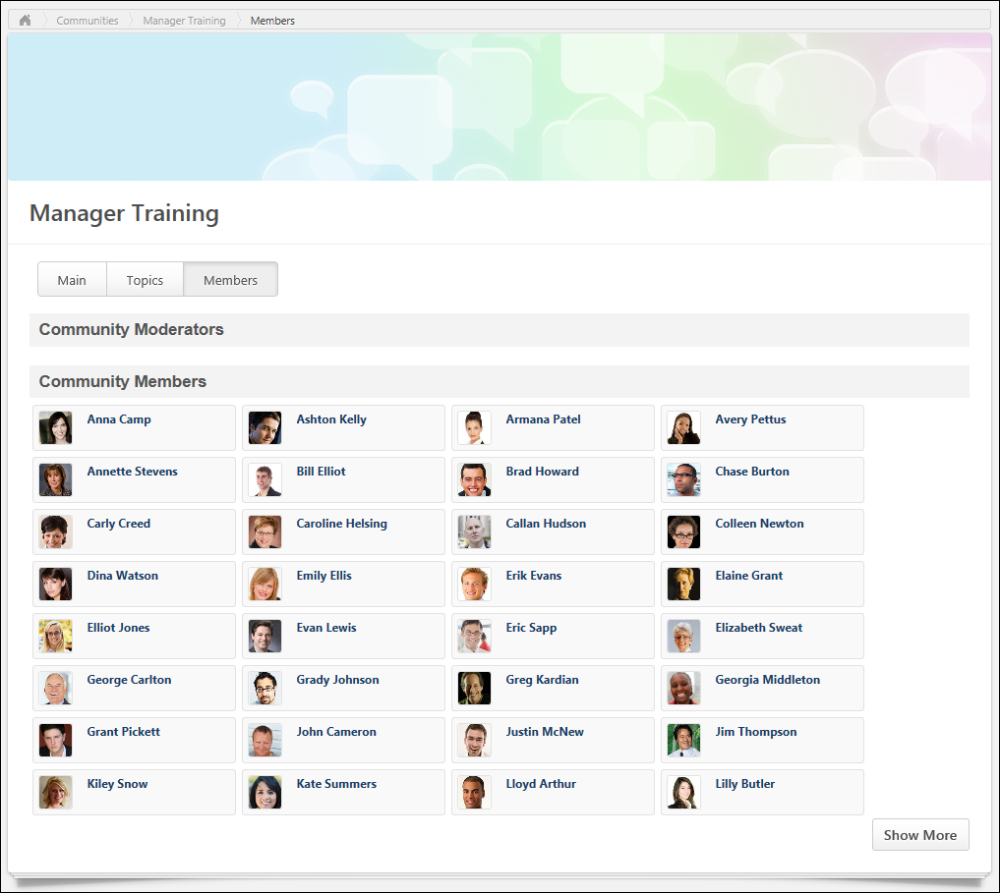 Communities Manager Training Members
Manager Training
Main Topics Members
Community Moderators
Community Members
Anna Camp Ashton Kelly Armana Patel Avery Pettus
Annette Stevens Bill Elliot Brad Howard Chase Burton
Carly Creed Caroline Helsing Callan Hudson Colleen Newton
Dina Watson Emily Ellis Erik Evans Elaine Grant
Elliot Jones Evan Lewis Eric Sapp Elizabeth Sweat
George Carlton Grady Johnson Greg Kardian Georgia Middleton
Grant Pickett John Cameron Justin McNew Jim Thompson
Kiley Snow Kate Summers Lloyd Arthur Lilly Butler
Show More